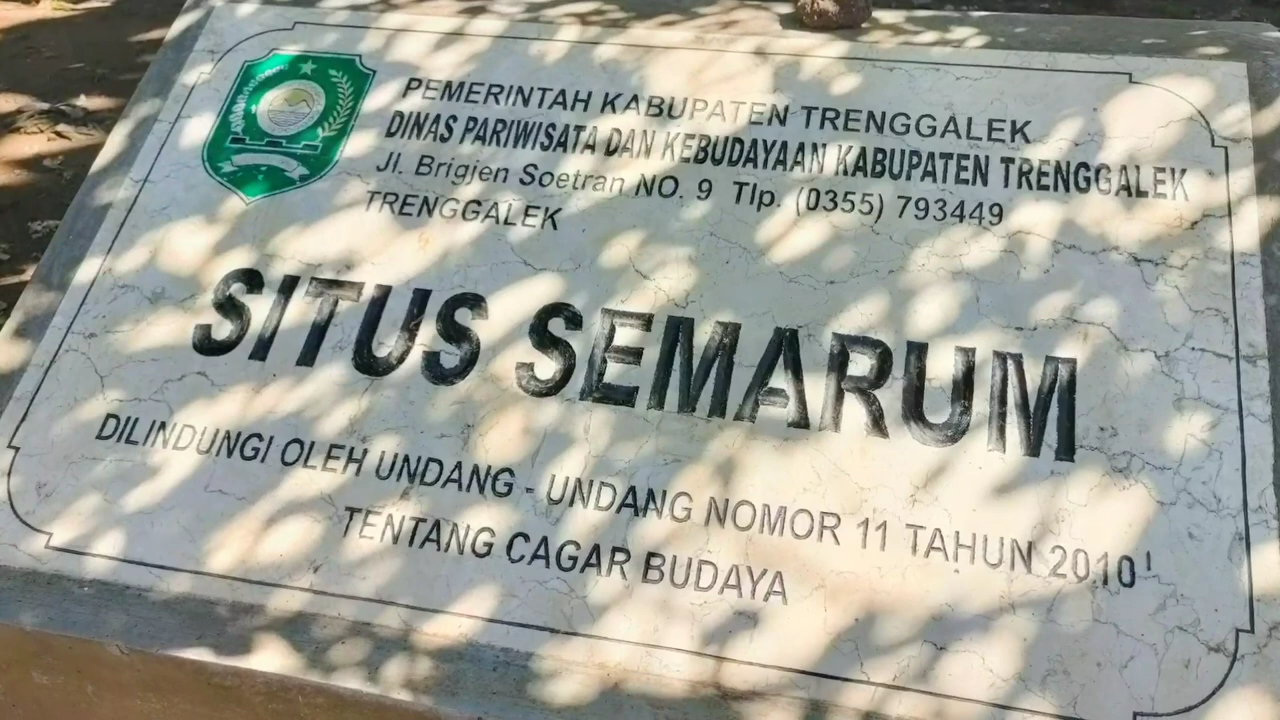 PEMERINTAH KABUPATEN TRENGGALEK
DINAS PARIWISATA DAN KEBUDAYAAN KABUPATEN TRENGGALEK
Jl. Brigjen Soetran NO. 9 Tlp. (0355) 793449
TRENGGALEK
SITUS SEMARUM
DILINDUNGI OLEH UNDANG - UNDANG NOMOR 11 TAHUN 2010
TENTANG CAGAR BUDAYA